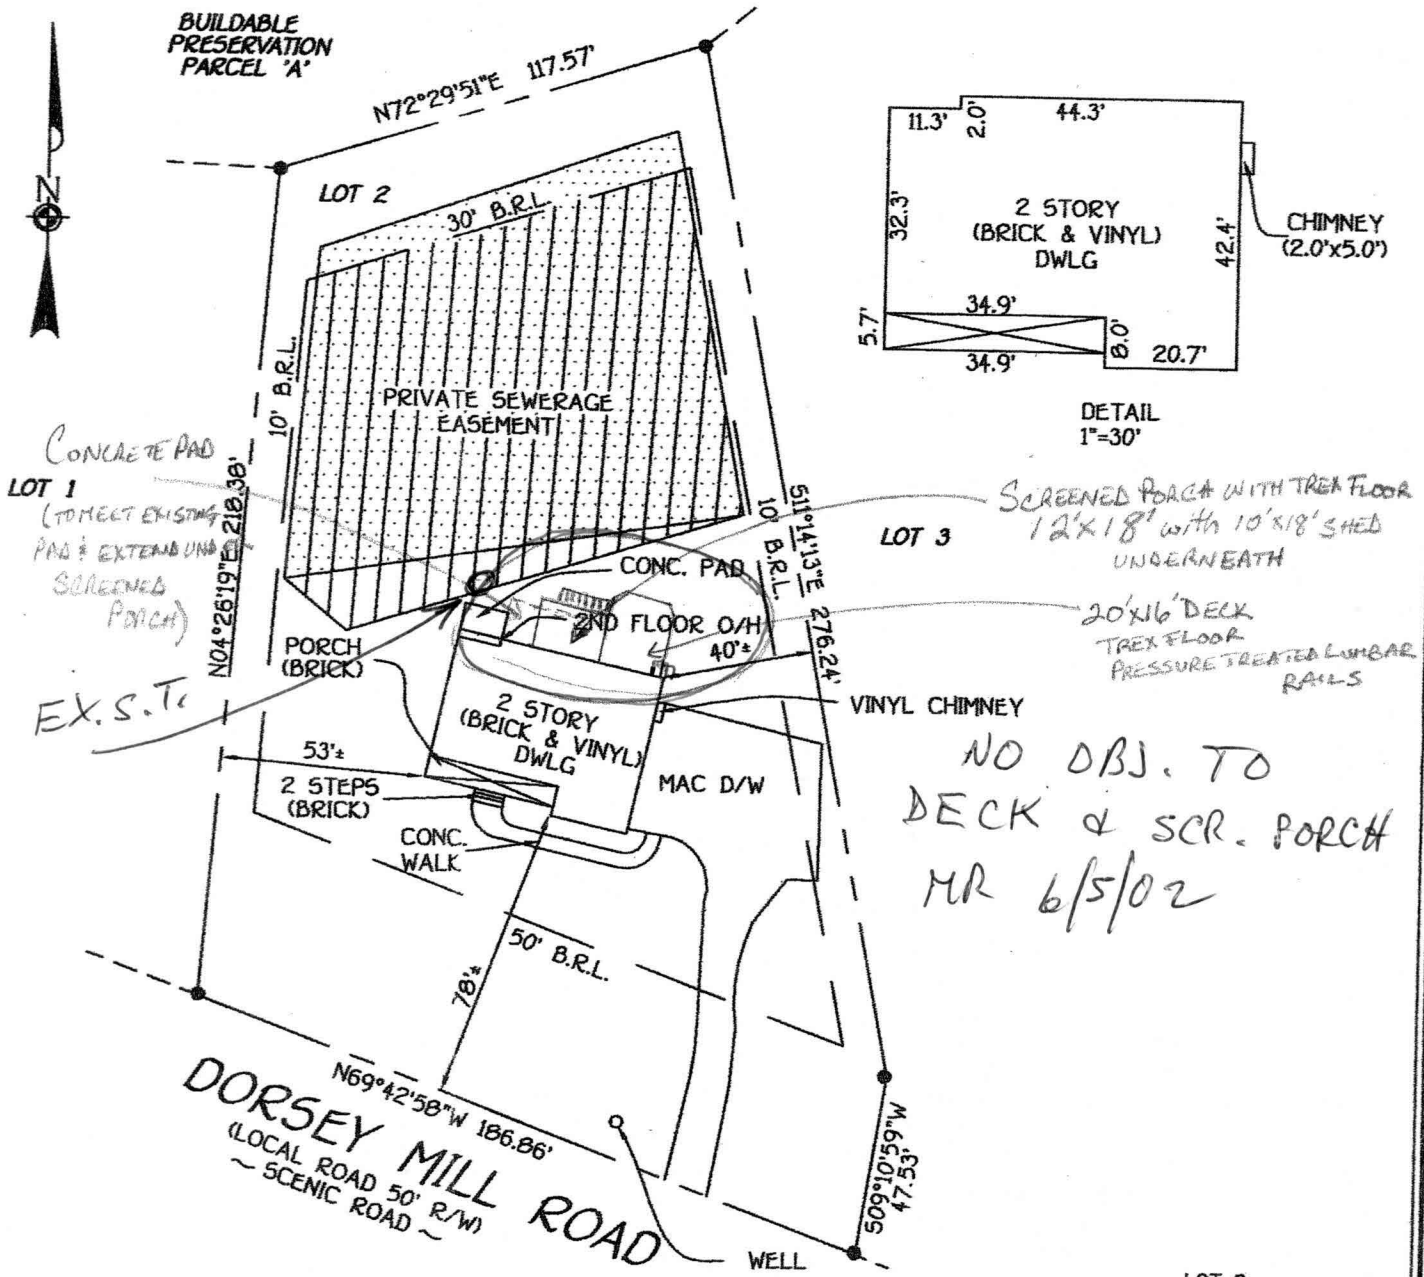 BUILDABLE
PRESERVATION
PARCEL 'A'
N72°29'51"E 117.57'
N
LOT 2
30' B.R.L.
11.3'
2.0'
44.3'
32.3'
2 STORY
(BRICK & VINYL)
DWLG
42.4'
CHIMNEY
(2.0'x5.0')
34.9'
5.7'
8.0'
34.9'
20.7'
DETAIL
1"=30'
10' B.R.L.
PRIVATE SEWERAGE
EASEMENT
CONCRETE PAD
LOT 1
(TO MEET EXISTING
PAD & EXTEND UNDER
SCREENED
PORCH)
N04°26'19"E 218.38'
SCREENED PORCH WITH TREX FLOOR
12'X18' with 10'X18' SHED
UNDERNEATH
LOT 3
S11°14'13"E 276.24'
10' B.R.L.
CONC. PAD
2ND FLOOR O/H
40'±
20'X16' DECK
TREX FLOOR
PRESSURE TREATED LUMBAR
RAILS
PORCH
(BRICK)
EX. S.T.
2 STORY
(BRICK & VINYL)
DWLG
VINYL CHIMNEY
53'±
2 STEPS
(BRICK)
MAC D/W
CONC.
WALK
NO OBJ. TO
DECK & SCR. PORCH
MR 6/5/02
50' B.R.L.
78'±
N69°42'58"W 186.86'
DORSEY MILL ROAD
(LOCAL ROAD 50' R/W)
~ SCENIC ROAD ~
S09°10'59"W
47.53'
WELL